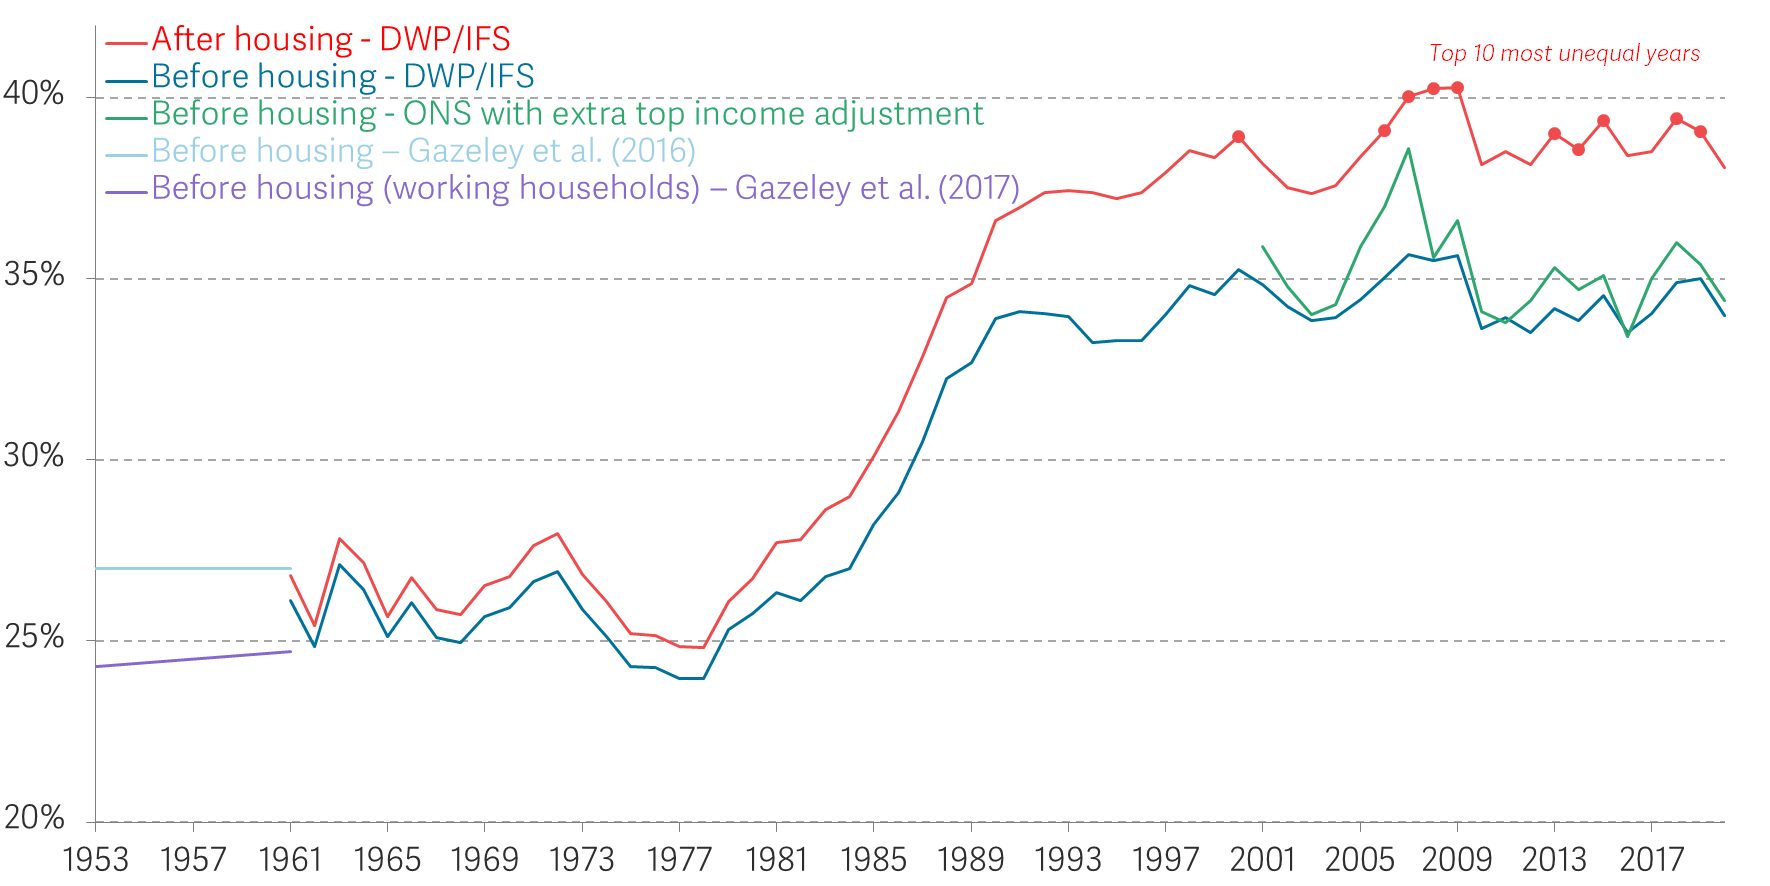 After housing - DWP/IFS
Top 10 most unequal years
Before housing - DWP/IFS
40%
Before housing - ONS with extra top income adjustment
Before housing – Gazeley et al. (2016)
Before housing (working households) – Gazeley et al. (2017)
35%
30%
25%
20%
1953 1957 1961 1965 1969 1973 1977 1981 1985 1989 1993 1997 2001 2005 2009 2013 2017